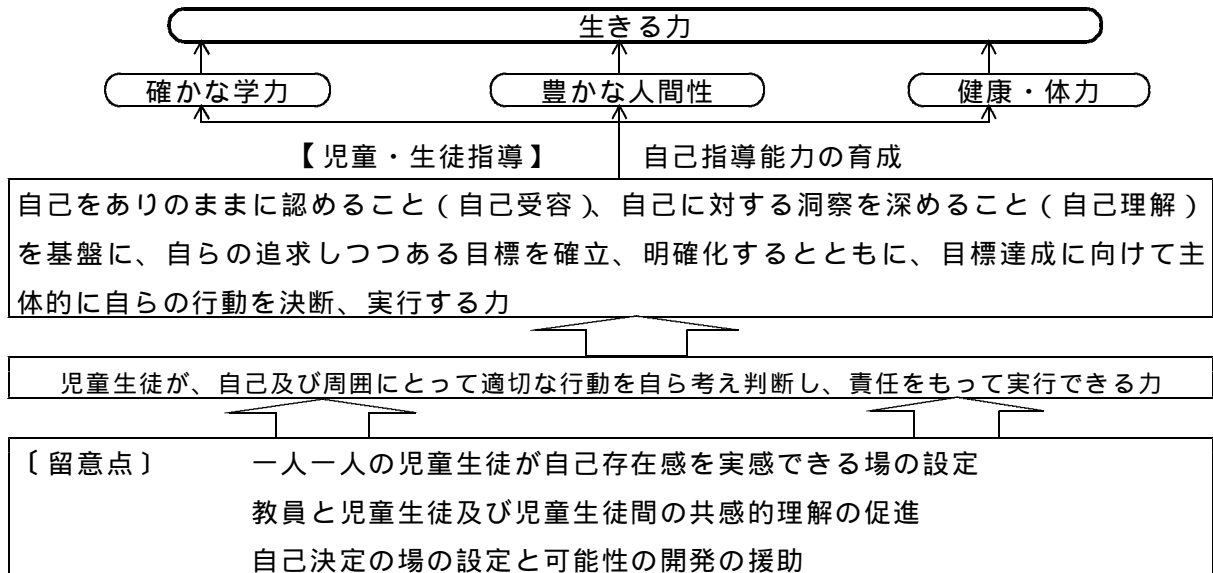 生きる力
確かな学力 豊かな人間性 健康・体力
【児童・生徒指導】 自己指導能力の育成
自己をありのままに認めること(自己受容)、自己に対する洞察を深めること(自己理解)
を基盤に、自らの追求しつつある目標を確立、明確化するとともに、目標達成に向けて主
体的に自らの行動を決断、実行する力
児童生徒が、自己及び周囲にとって適切な行動を自ら考え判断し、責任をもって実行できる力
〔留意点〕 一人一人の児童生徒が自己存在感を実感できる場の設定
教員と児童生徒及び児童生徒間の共感的理解の促進
自己決定の場の設定と可能性の開発の援助